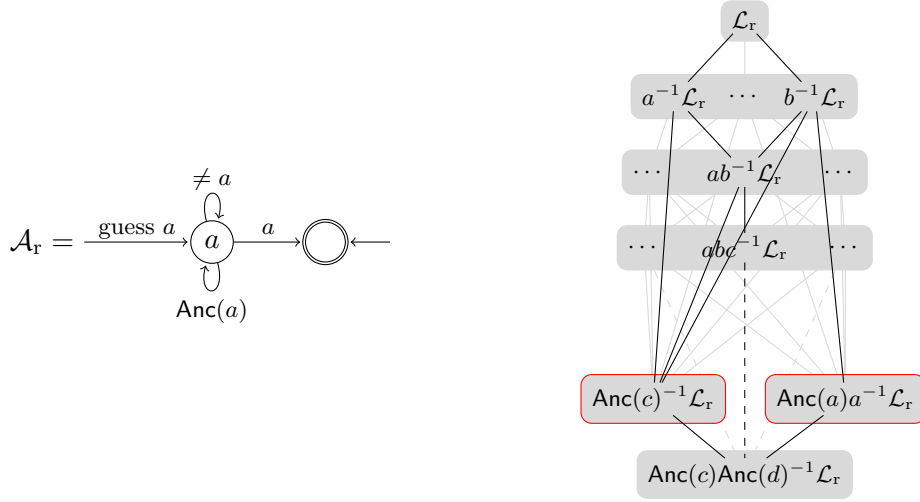 𝓛ᵣ
a⁻¹𝓛ᵣ ⋯ b⁻¹𝓛ᵣ
⋯ ab⁻¹𝓛ᵣ ⋯
⋯ abc⁻¹𝓛ᵣ ⋯
Anc(c)⁻¹𝓛ᵣ Anc(a)a⁻¹𝓛ᵣ
Anc(c)Anc(d)⁻¹𝓛ᵣ
≠ a
𝓐ᵣ = guess a a a
Anc(a)